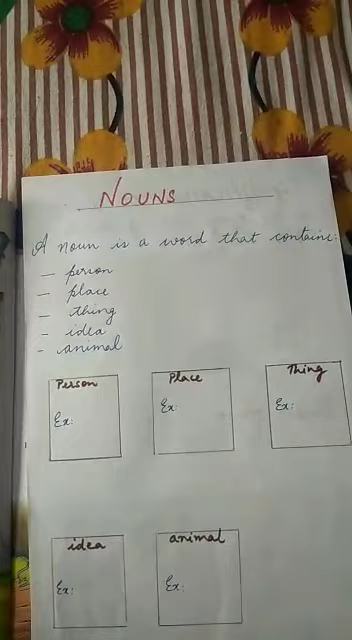 NOUNS
A noun is a word that contains:
— person
— place
— thing
- idea
- animal
Person Place Thing
Ex: Ex: Ex:
idea animal
Ex: Ex: